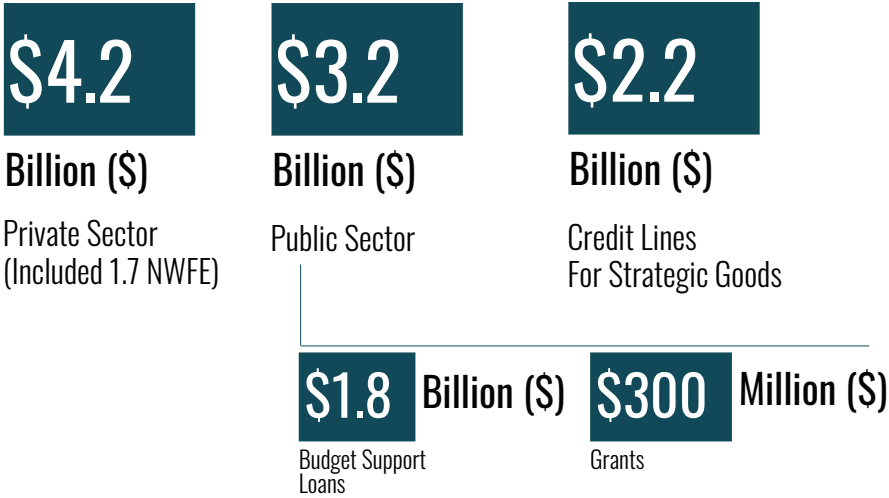 $4.2
Billion ($)
Private Sector
(Included 1.7 NWFE)
$3.2
Billion ($)
Public Sector
$2.2
Billion ($)
Credit Lines
For Strategic Goods
$1.8 Billion ($)
Budget Support
Loans
$300 Million ($)
Grants